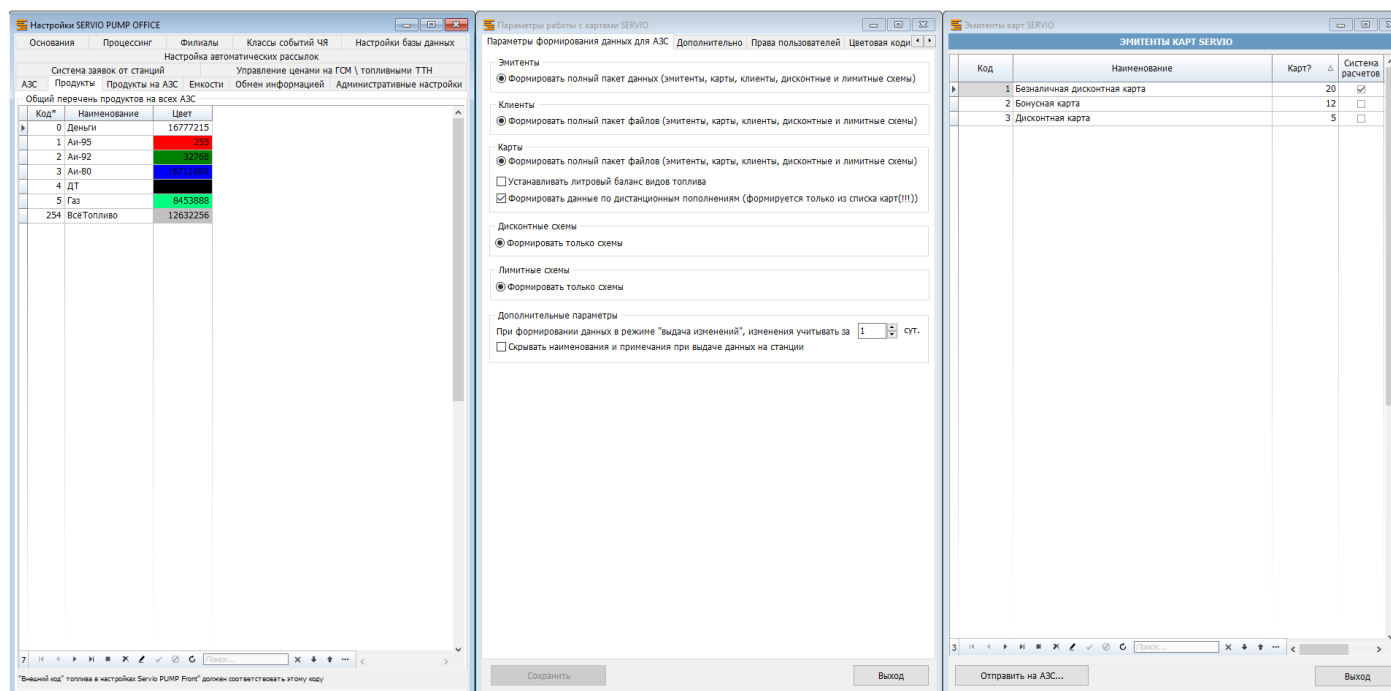 Настройки SERVIO PUMP OFFICE
Основания Процессинг Филиалы Классы событий ЧЯ Настройки базы данных
Настройка автоматических рассылок
Система заявок от станций Управление ценами на ГСМ \ топливными ТТН
АЗС Продукты Продукты на АЗС Емкости Обмен информацией Административные настройки
Общий перечень продуктов на всех АЗС
Код* Наименование Цвет
0 Деньги 16777215
1 Аи-95 255
2 Аи-92 32768
3 Аи-80 16711680
4 ДТ
5 Газ 8453888
254 ВсёТопливо 12632256
7 Поиск...
"Внешний код" топлива в настройках Servio PUMP Front" должен соответствовать этому коду
Параметры работы с картами SERVIO
Параметры формирования данных для АЗС Дополнительно Права пользователей Цветовая коди
Эмитенты
Формировать полный пакет данных (эмитенты, карты, клиенты, дисконтные и лимитные схемы)
Клиенты
Формировать полный пакет файлов (эмитенты, карты, клиенты, дисконтные и лимитные схемы)
Карты
Формировать полный пакет файлов (эмитенты, карты, клиенты, дисконтные и лимитные схемы)
Устанавливать литровый баланс видов топлива
Формировать данные по дистанционным пополнениям (формируется только из списка карт(!!!))
Дисконтные схемы
Формировать только схемы
Лимитные схемы
Формировать только схемы
Дополнительные параметры
При формировании данных в режиме "выдача изменений", изменения учитывать за 1 сут.
Скрывать наименования и примечания при выдаче данных на станции
Сохранить Выход
Эмитенты карт SERVIO
ЭМИТЕНТЫ КАРТ SERVIO
Код Наименование Карт? Система расчетов
1 Безналичная дисконтная карта 20
2 Бонусная карта 12
3 Дисконтная карта 5
3 Поиск...
Отправить на АЗС... Выход